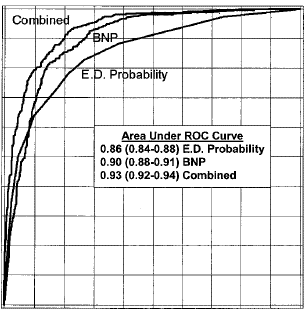 Combined
BNP
E.D. Probability
Area Under ROC Curve
0.86 (0.84-0.88) E.D. Probability
0.90 (0.88-0.91) BNP
0.93 (0.92-0.94) Combined